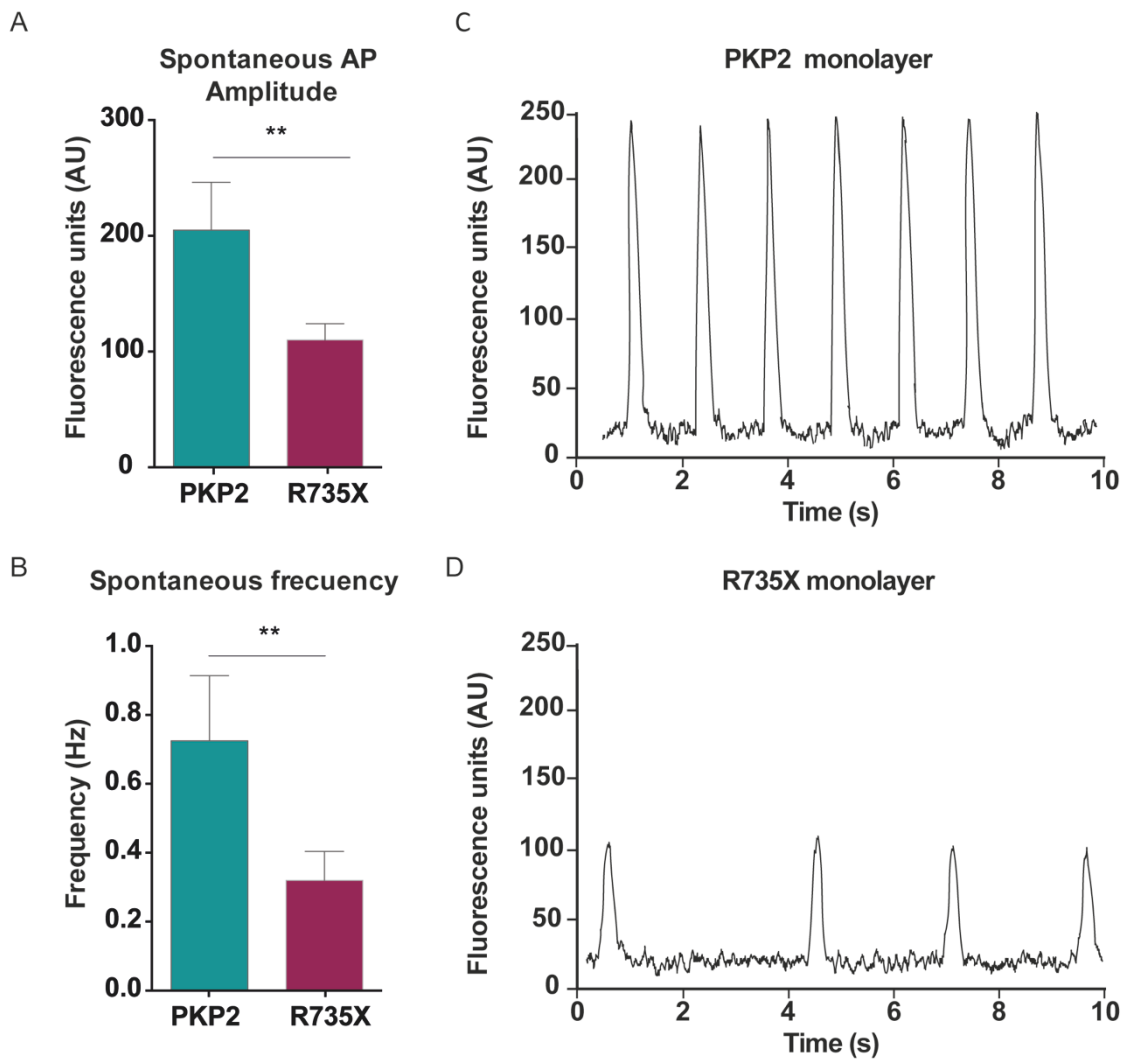 A
Spontaneous AP
Amplitude
Fluorescence units (AU)
300
200
100
0
**
PKP2
R735X
C
PKP2 monolayer
Fluorescence units (AU)
250
200
150
100
50
0
0 2 4 6 8 10
Time (s)
B
Spontaneous frecuency
Frequency (Hz)
1.0
0.8
0.6
0.4
0.2
0.0
**
PKP2
R735X
D
R735X monolayer
Fluorescence units (AU)
250
200
150
100
50
0
0 2 4 6 8 10
Time (s)